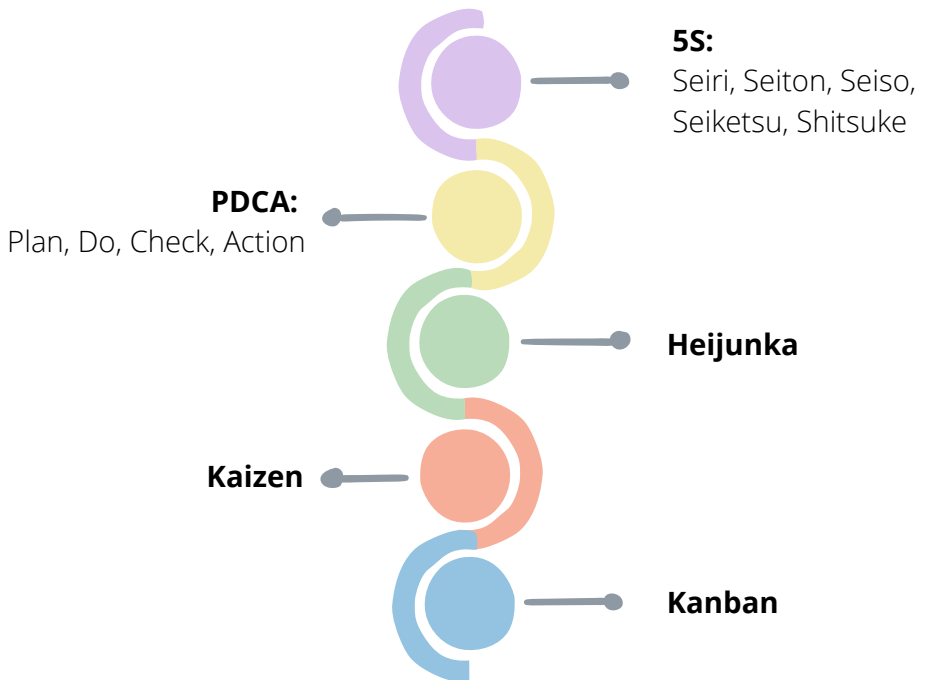 5S:
Seiri, Seiton, Seiso,
Seiketsu, Shitsuke
PDCA:
Plan, Do, Check, Action
Heijunka
Kaizen
Kanban